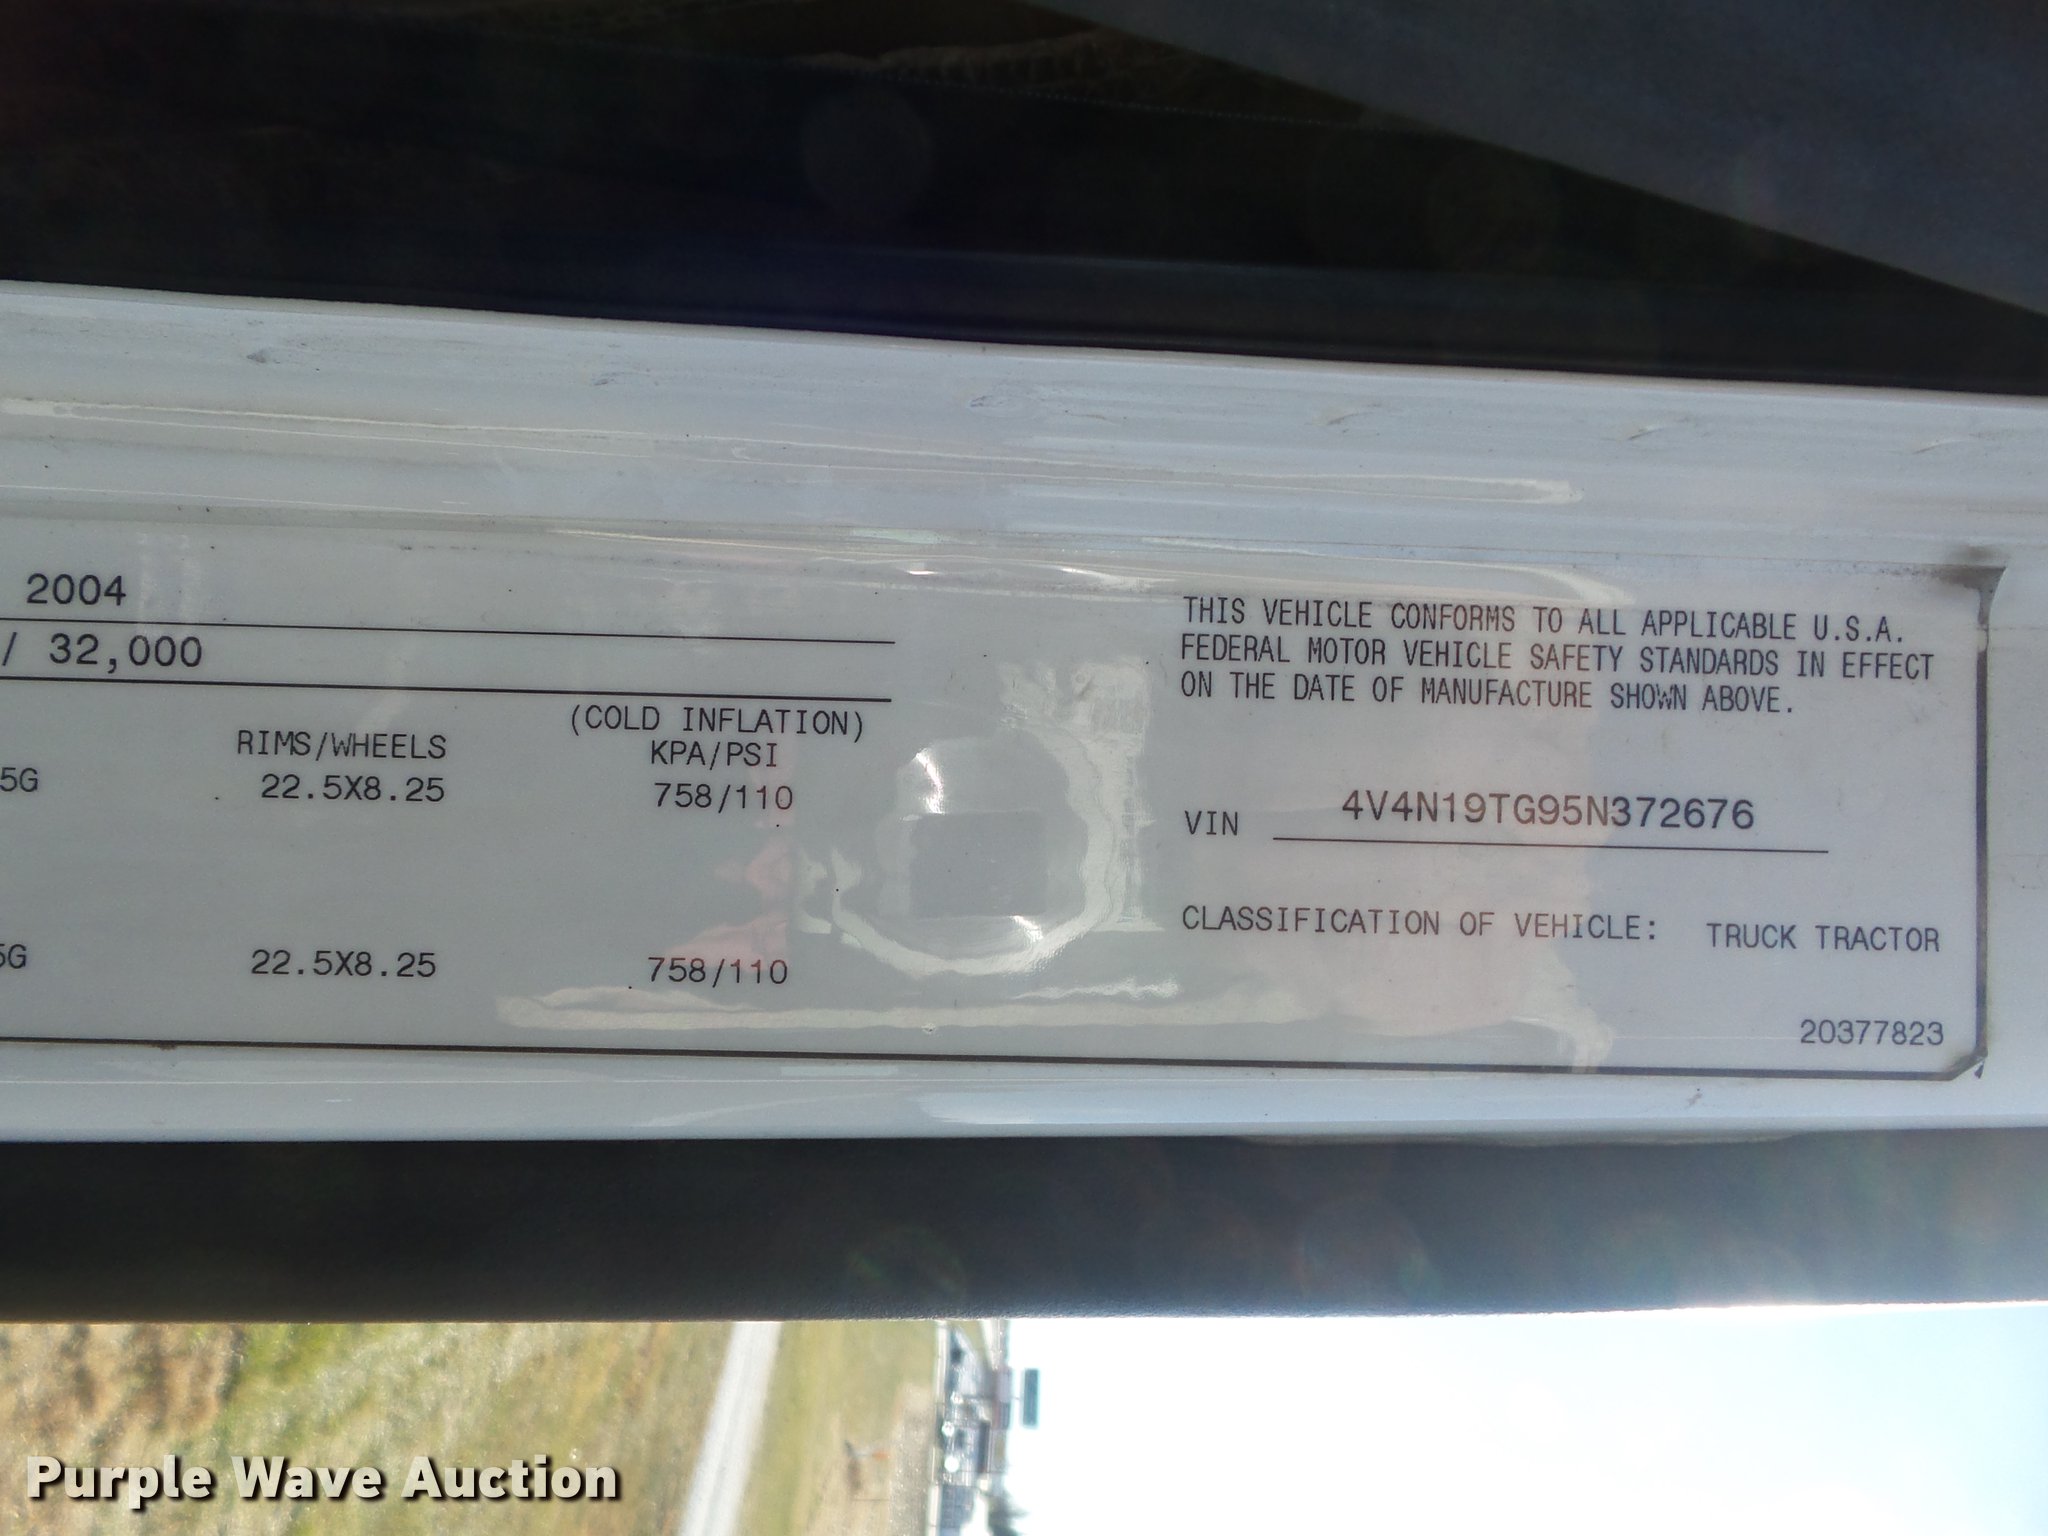 2004
/ 32,000
(COLD INFLATION)
RIMS/WHEELS KPA/PSI
5G 22.5X8.25 758/110
5G 22.5X8.25 758/110
THIS VEHICLE CONFORMS TO ALL APPLICABLE U.S.A.
FEDERAL MOTOR VEHICLE SAFETY STANDARDS IN EFFECT
ON THE DATE OF MANUFACTURE SHOWN ABOVE.
VIN 4V4N19TG95N372676
CLASSIFICATION OF VEHICLE: TRUCK TRACTOR
20377823
Purple Wave Auction